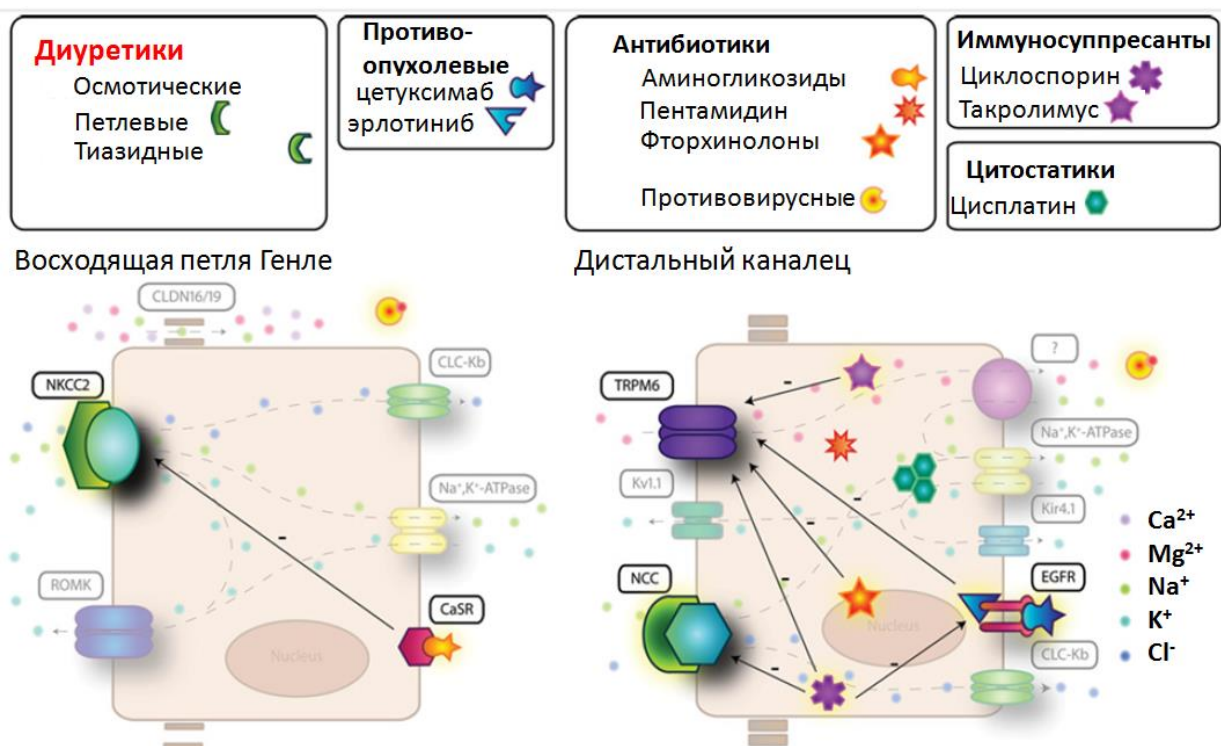 Диуретики
Осмотические
Петлевые
Тиазидные
Противо-
опухолевые
цетуксимаб
эрлотиниб
Антибиотики
Аминогликозиды
Пентамидин
Фторхинолоны
Противовирусные
Иммуносуппресанты
Циклоспорин
Такролимус
Цитостатики
Цисплатин
Восходящая петля Генле
CLDN16/19
NKCC2
CLC-Kb
Na⁺,K⁺-ATPase
-
ROMK
CaSR
Nucleus
Дистальный каналец
TRPM6
-
?
Na⁺,K⁺-ATPase
Kv1.1
-
Kir4.1
-
NCC
EGFR
Nucleus
CLC-Kb
-
-
Ca²⁺
Mg²⁺
Na⁺
K⁺
Cl⁻